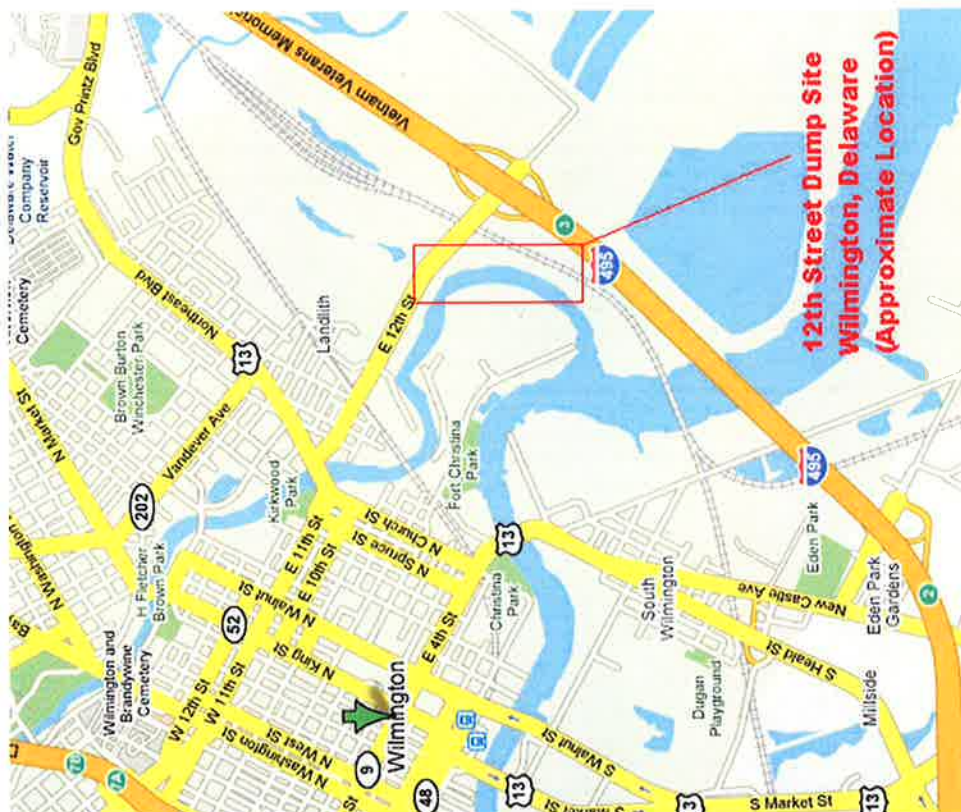 Gov Printz Blvd
Vietnam Veterans Memorial
Company
Reservoir
Cemetery
Northeast Blvd
N Market St
Brown Burton
Winchester Park
Landlith
E 12th St
3
13
Vandever Ave
202
N Washington
495
12th Street Dump Site
Wilmington, Delaware
(Approximate Location)
Kirkwood
Park
Fort Christina
Park
H Fletcher
Brown Park
E 11th St
E 10th St
N Church St
N Spruce St
N Walnut St
13
495
52
N King St
E 4th St
Christina
Park
South
Wilmington
Eden Park
New Castle Ave
Eden Park
Gardens
2
Wilmington and
Brandywine
Cemetery
W 12th St
W 11th St
N West St
N Washington St
Wilmington
9
48
13
S Walnut St
Dugan
Playground
S Heald St
Millside
S Market St
3
13
7B
7A